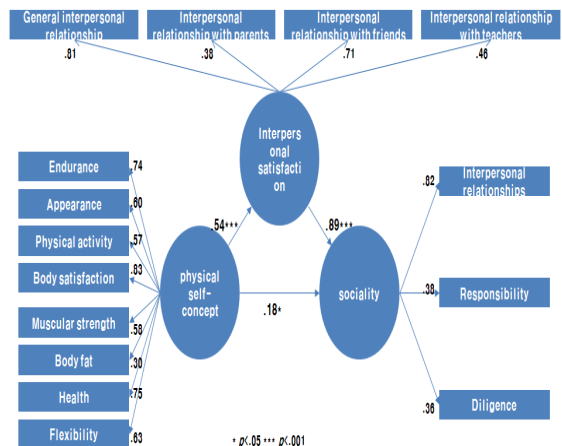 General interpersonal
relationship
Interpersonal
relationship with parents
Interpersonal
relationship with friends
Interpersonal relationship
with teachers
.81
.38
.71
.46
Interpers
onal
satisfacti
on
Endurance
.74
Appearance
.60
Physical activity
.57
Body satisfaction
.83
Muscular strength
.58
Body fat
.30
Health
.75
Flexibility
.63
.54***
.89***
physical
self-
concept
.18*
sociality
.82
Interpersonal
relationships
.38
Responsibility
.36
Diligence
* p<.05 *** p<.001